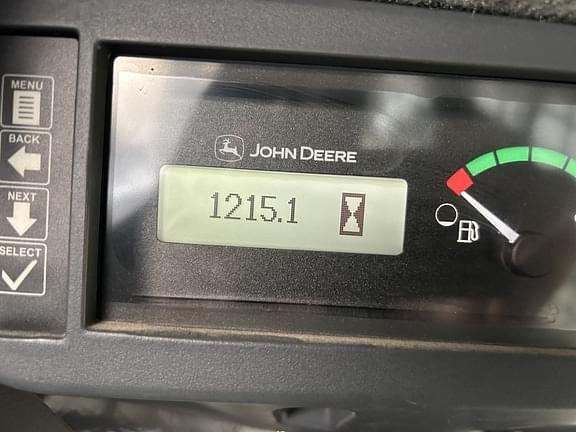 MENU
BACK
NEXT
SELECT
JOHN DEERE
1215.1